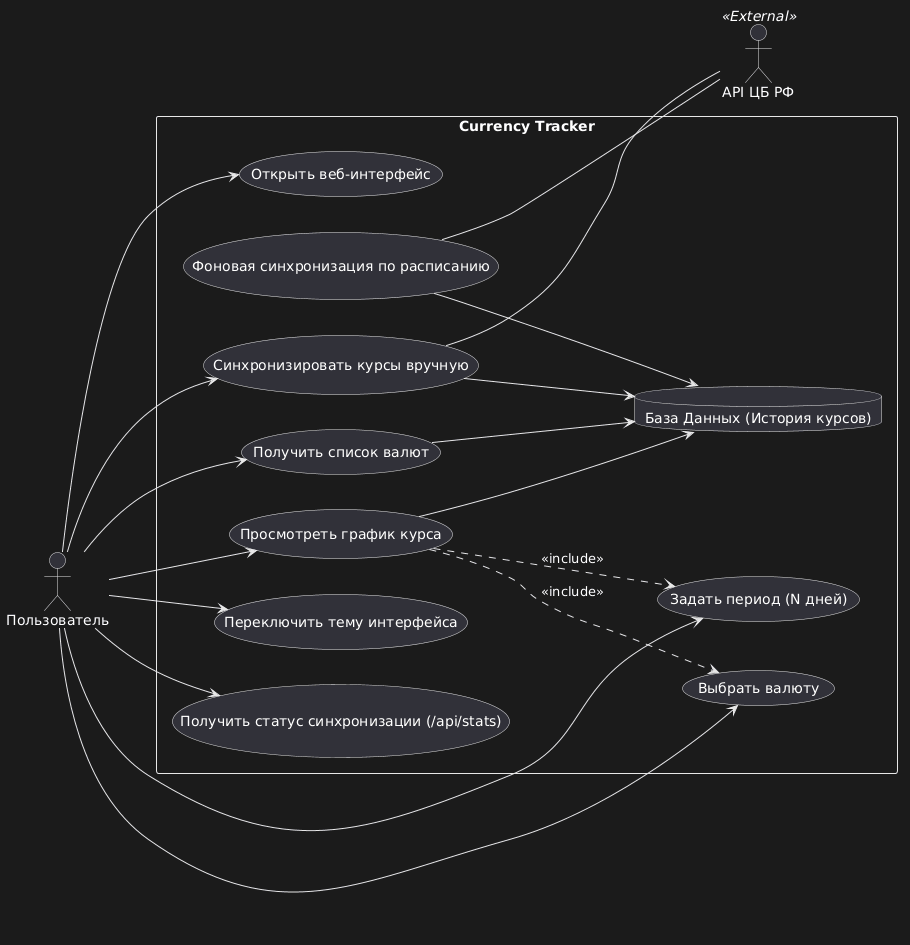 «External»
API ЦБ РФ
Currency Tracker
Открыть веб-интерфейс
Фоновая синхронизация по расписанию
Синхронизировать курсы вручную
База Данных (История курсов)
Получить список валют
Просмотреть график курса
«include»
«include»
Задать период (N дней)
Пользователь
Переключить тему интерфейса
Выбрать валюту
Получить статус синхронизации (/api/stats)